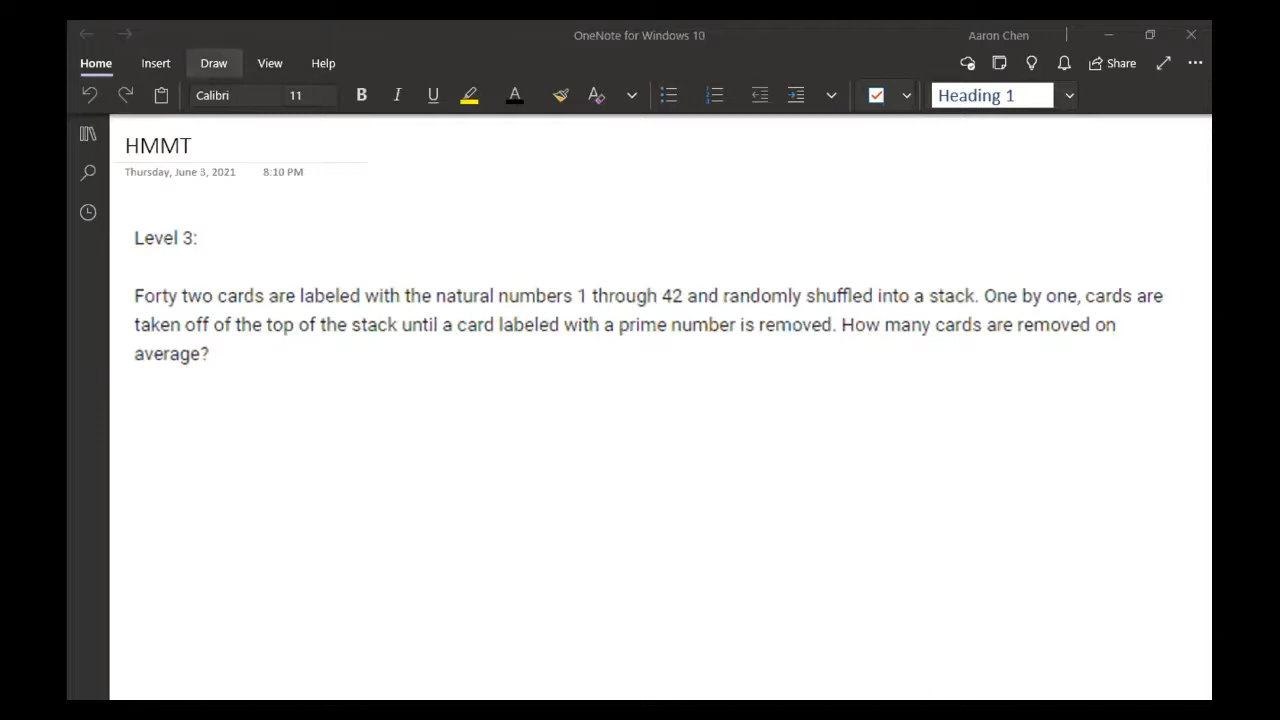 OneNote for Windows 10
Aaron Chen
Home Insert Draw View Help
Share
Calibri 11 B I U A Heading 1
HMMT
Thursday, June 3, 2021 8:10 PM
Level 3:
Forty two cards are labeled with the natural numbers 1 through 42 and randomly shuffled into a stack. One by one, cards are
taken off of the top of the stack until a card labeled with a prime number is removed. How many cards are removed on
average?